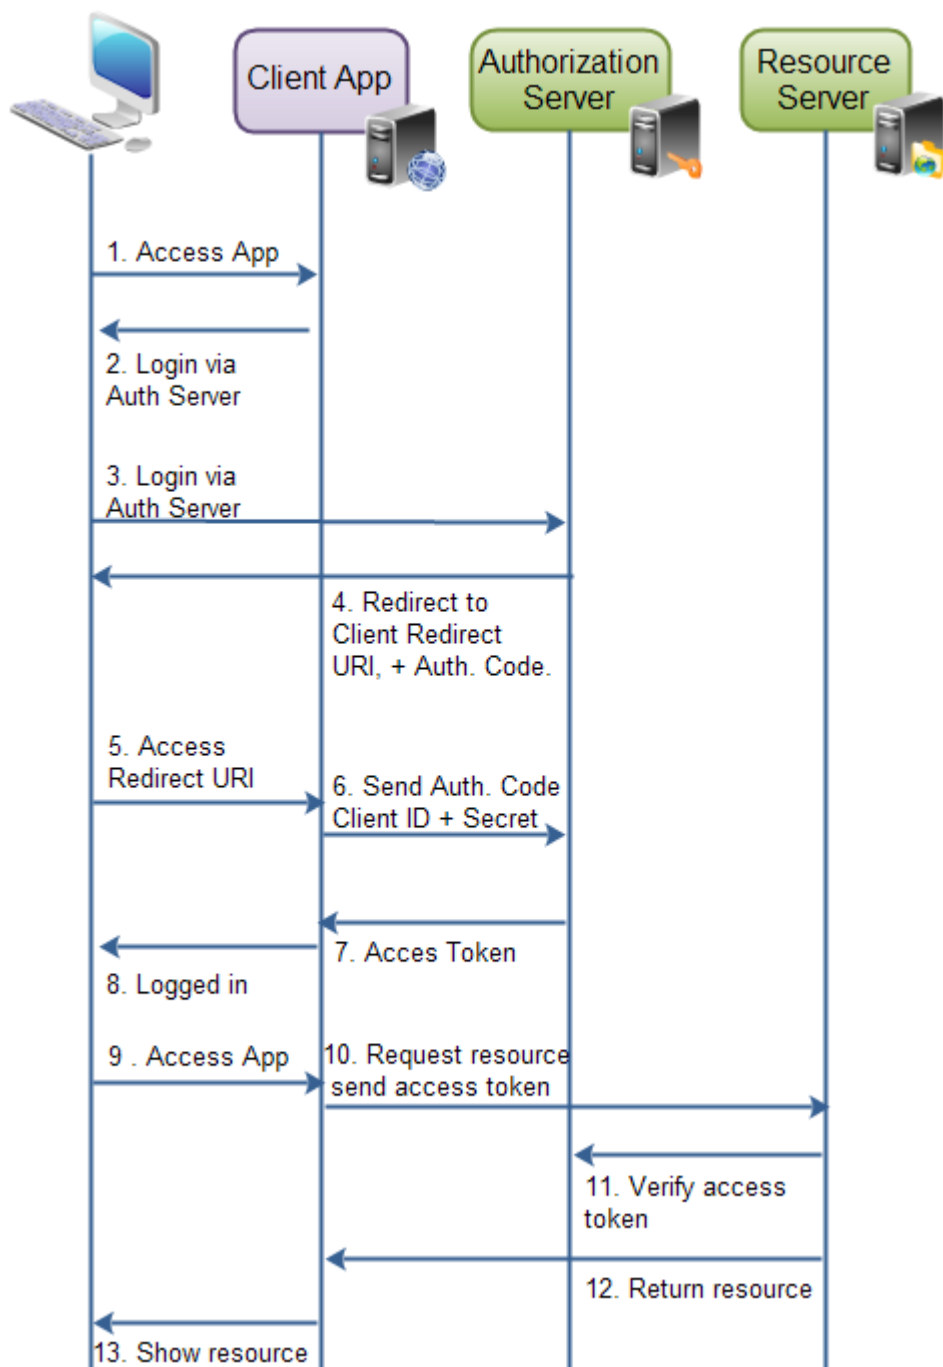 Client App
Authorization
Server
Resource
Server
1. Access App
2. Login via
Auth Server
3. Login via
Auth Server
4. Redirect to
Client Redirect
URI, + Auth. Code.
5. Access
Redirect URI
6. Send Auth. Code
Client ID + Secret
7. Acces Token
8. Logged in
9 . Access App
10. Request resource
send access token
11. Verify access
token
12. Return resource
13. Show resource